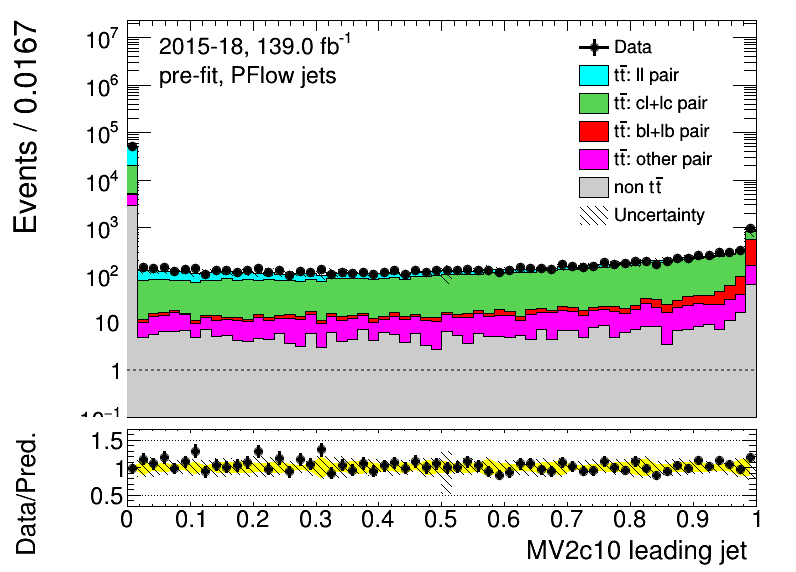 2015-18, 139.0 fb⁻¹
pre-fit, PFlow jets
Data
tt̄: ll pair
tt̄: cl+lc pair
tt̄: bl+lb pair
tt̄: other pair
non tt̄
Uncertainty
Events / 0.0167
10⁷
10⁶
10⁵
10⁴
10³
10²
10
1
10⁻¹
Data/Pred.
1.5
1
0.5
0 0.1 0.2 0.3 0.4 0.5 0.6 0.7 0.8 0.9 1
MV2c10 leading jet